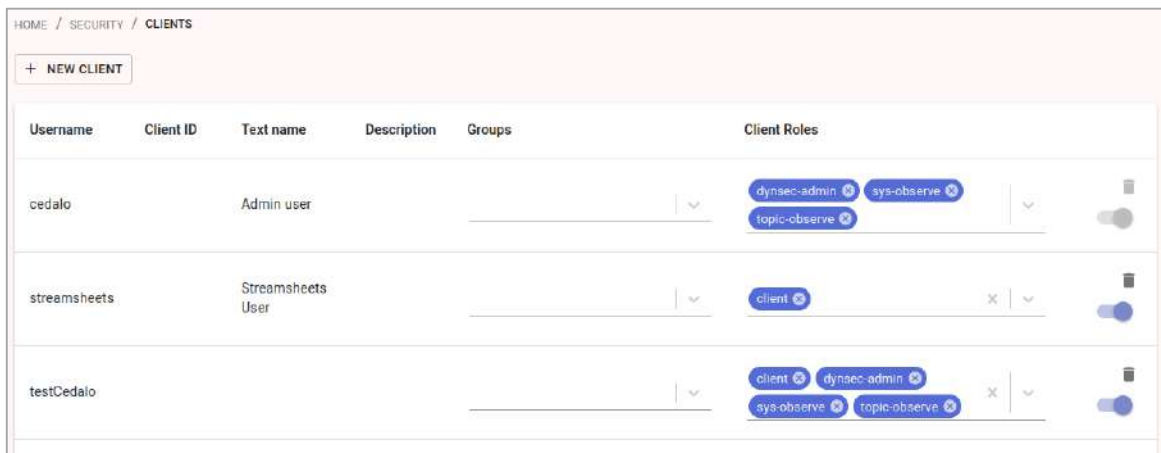 HOME / SECURITY / CLIENTS
+ NEW CLIENT
Username Client ID Text name Description Groups Client Roles
cedalo Admin user dynsec-admin sys-observe
topic-observe
streamsheets Streamsheets
User client
testCedalo client dynsec-admin
sys-observe topic-observe